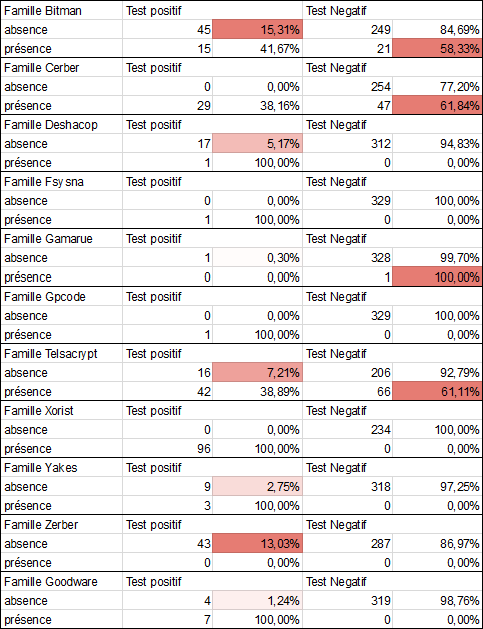 Famille Bitman Test positif Test Negatif
absence 45 15,31% 249 84,69%
présence 15 41,67% 21 58,33%
Famille Cerber Test positif Test Negatif
absence 0 0,00% 254 77,20%
présence 29 38,16% 47 61,84%
Famille Deshacop Test positif Test Negatif
absence 17 5,17% 312 94,83%
présence 1 100,00% 0 0,00%
Famille Fsysna Test positif Test Negatif
absence 0 0,00% 329 100,00%
présence 1 100,00% 0 0,00%
Famille Gamarue Test positif Test Negatif
absence 1 0,30% 328 99,70%
présence 0 0,00% 1 100,00%
Famille Gpcode Test positif Test Negatif
absence 0 0,00% 329 100,00%
présence 1 100,00% 0 0,00%
Famille Telsacrypt Test positif Test Negatif
absence 16 7,21% 206 92,79%
présence 42 38,89% 66 61,11%
Famille Xorist Test positif Test Negatif
absence 0 0,00% 234 100,00%
présence 96 100,00% 0 0,00%
Famille Yakes Test positif Test Negatif
absence 9 2,75% 318 97,25%
présence 3 100,00% 0 0,00%
Famille Zerber Test positif Test Negatif
absence 43 13,03% 287 86,97%
présence 0 0,00% 0 0,00%
Famille Goodware Test positif Test Negatif
absence 4 1,24% 319 98,76%
présence 7 100,00% 0 0,00%